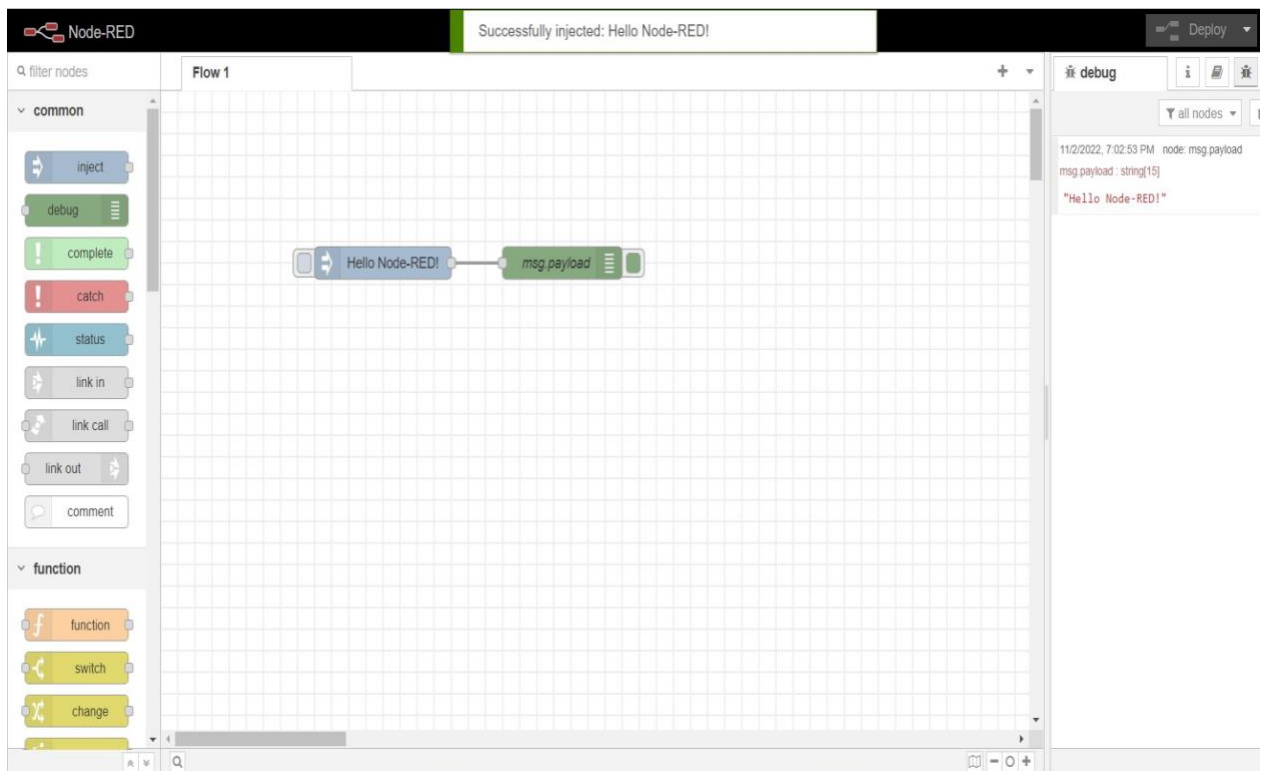 Node-RED
Successfully injected: Hello Node-RED!
Deploy
filter nodes
Flow 1
debug
i
common
all nodes
inject
debug
complete
catch
status
link in
link call
link out
comment
function
function
switch
change
Hello Node-RED!
msg.payload
11/2/2022, 7:02:53 PM node: msg.payload
msg.payload : string[15]
"Hello Node-RED!"